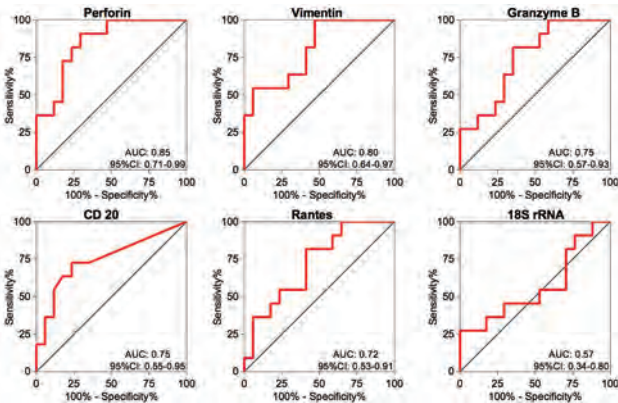 Perforin
Sensitivity%
100
75
50
25
0
0 25 50 75 100
AUC: 0.85
95%CI: 0.71-0.99
100% - Specificity%
Vimentin
Sensitivity%
100
75
50
25
0
0 25 50 75 100
AUC: 0.80
95%CI: 0.64-0.97
100% - Specificity%
Granzyme B
Sensitivity%
100
75
50
25
0
0 25 50 75 100
AUC: 0.75
95%CI: 0.57-0.93
100% - Specificity%
CD 20
Sensitivity%
100
75
50
25
0
0 25 50 75 100
AUC: 0.75
95%CI: 0.55-0.95
100% - Specificity%
Rantes
Sensitivity%
100
75
50
25
0
0 25 50 75 100
AUC: 0.72
95%CI: 0.53-0.91
100% - Specificity%
18S rRNA
Sensitivity%
100
75
50
25
0
0 25 50 75 100
AUC: 0.57
95%CI: 0.34-0.80
100% - Specificity%